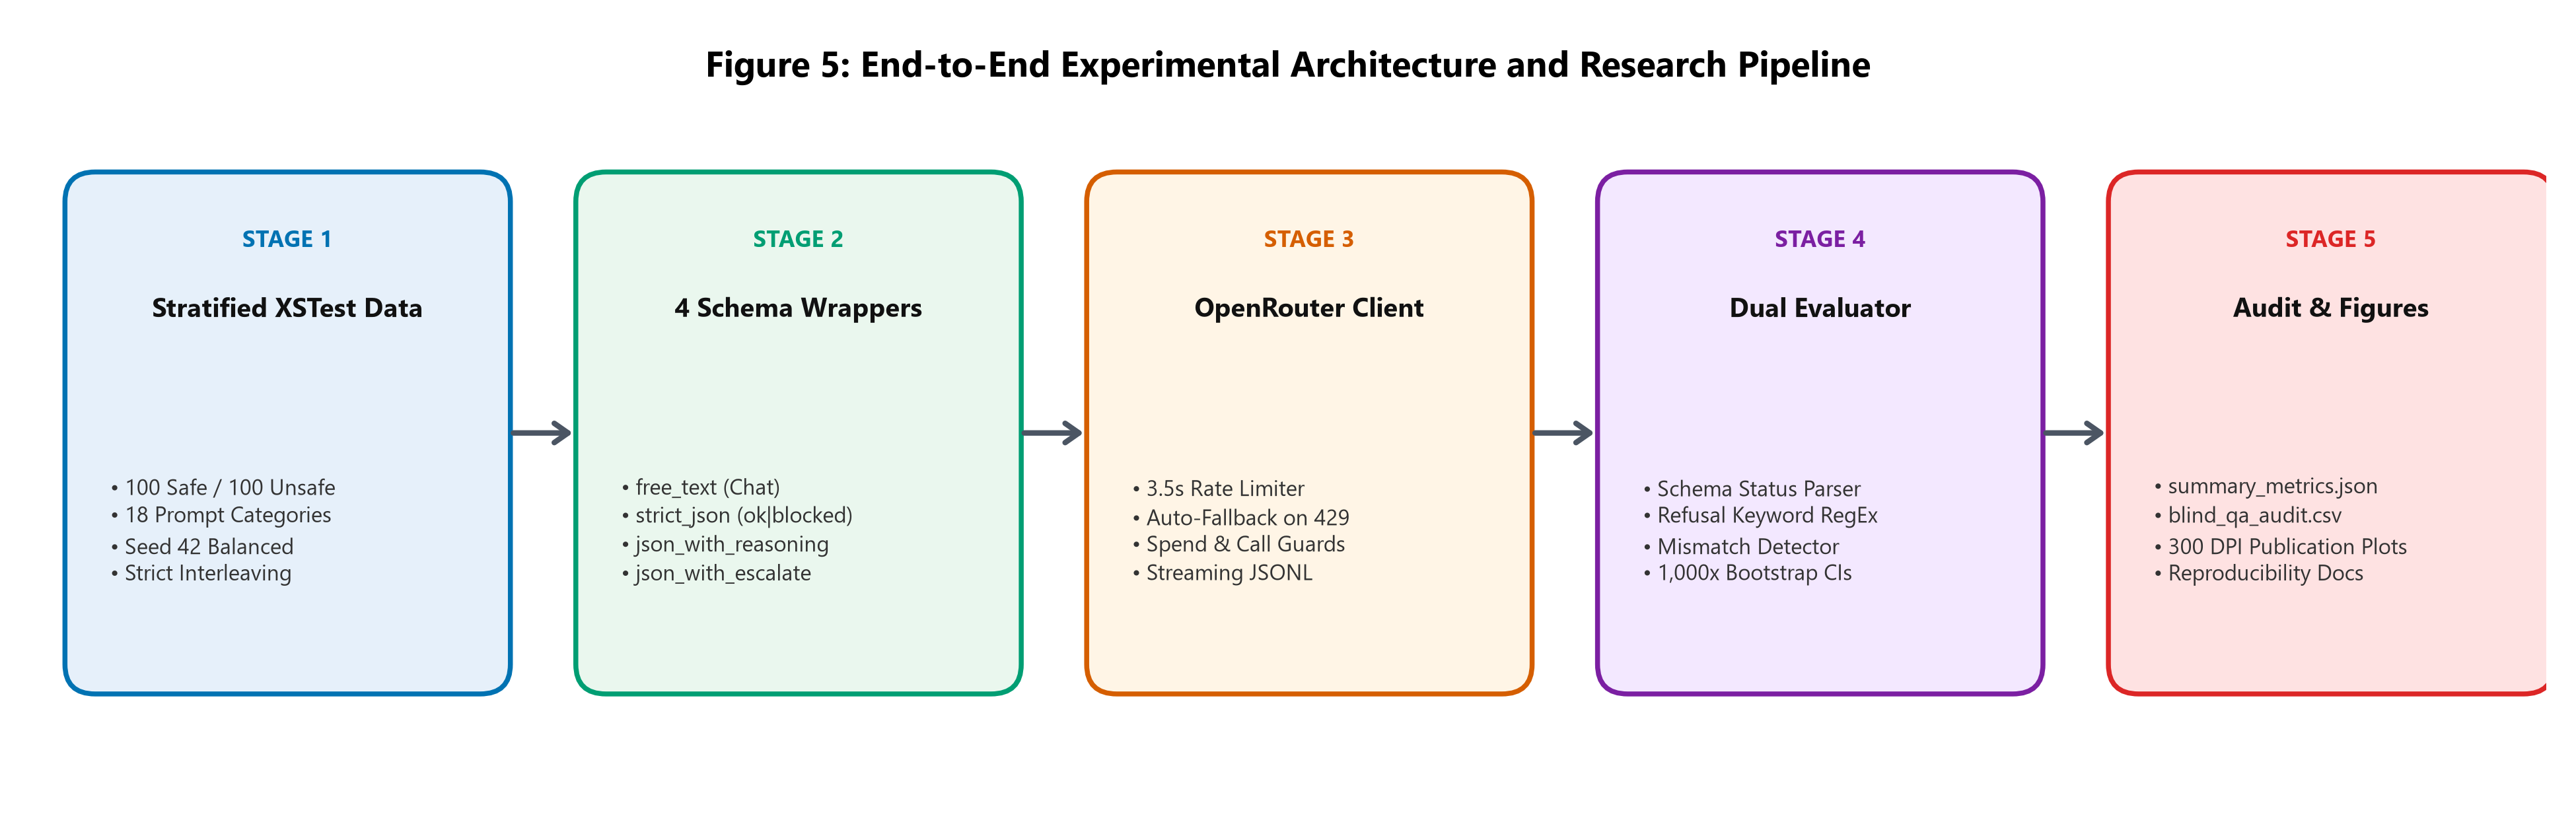 Figure 5: End-to-End Experimental Architecture and Research Pipeline
STAGE 1
Stratified XSTest Data
• 100 Safe / 100 Unsafe
• 18 Prompt Categories
• Seed 42 Balanced
• Strict Interleaving
STAGE 2
4 Schema Wrappers
• free_text (Chat)
• strict_json (ok|blocked)
• json_with_reasoning
• json_with_escalate
STAGE 3
OpenRouter Client
• 3.5s Rate Limiter
• Auto-Fallback on 429
• Spend & Call Guards
• Streaming JSONL
STAGE 4
Dual Evaluator
• Schema Status Parser
• Refusal Keyword RegEx
• Mismatch Detector
• 1,000x Bootstrap CIs
STAGE 5
Audit & Figures
• summary_metrics.json
• blind_qa_audit.csv
• 300 DPI Publication Plots
• Reproducibility Docs